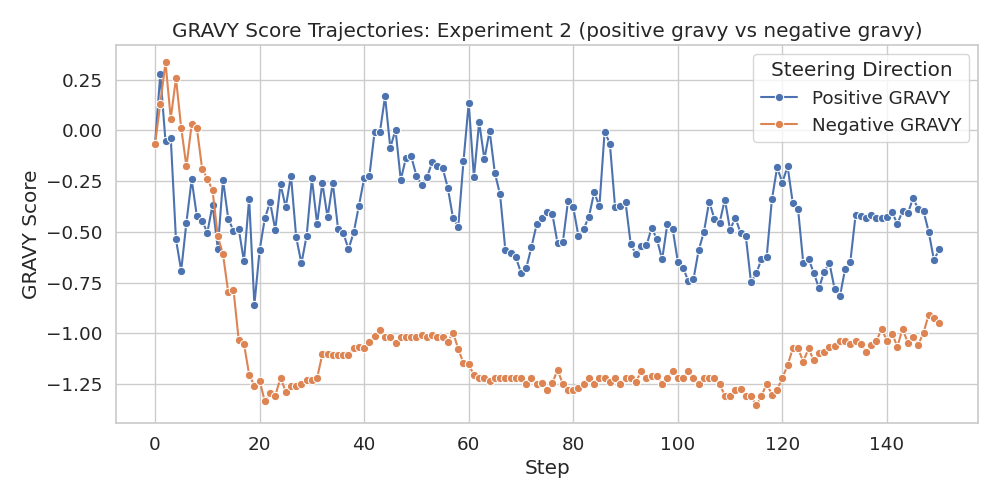 GRAVY Score Trajectories: Experiment 2 (positive gravy vs negative gravy)
GRAVY Score
0.25
0.00
−0.25
−0.50
−0.75
−1.00
−1.25
Steering Direction
Positive GRAVY
Negative GRAVY
0 20 40 60 80 100 120 140
Step